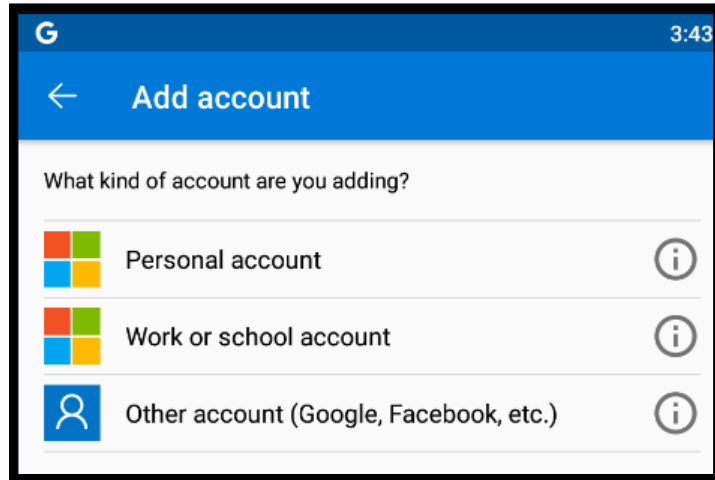 G 3:43
Add account
What kind of account are you adding?
Personal account
Work or school account
Other account (Google, Facebook, etc.)